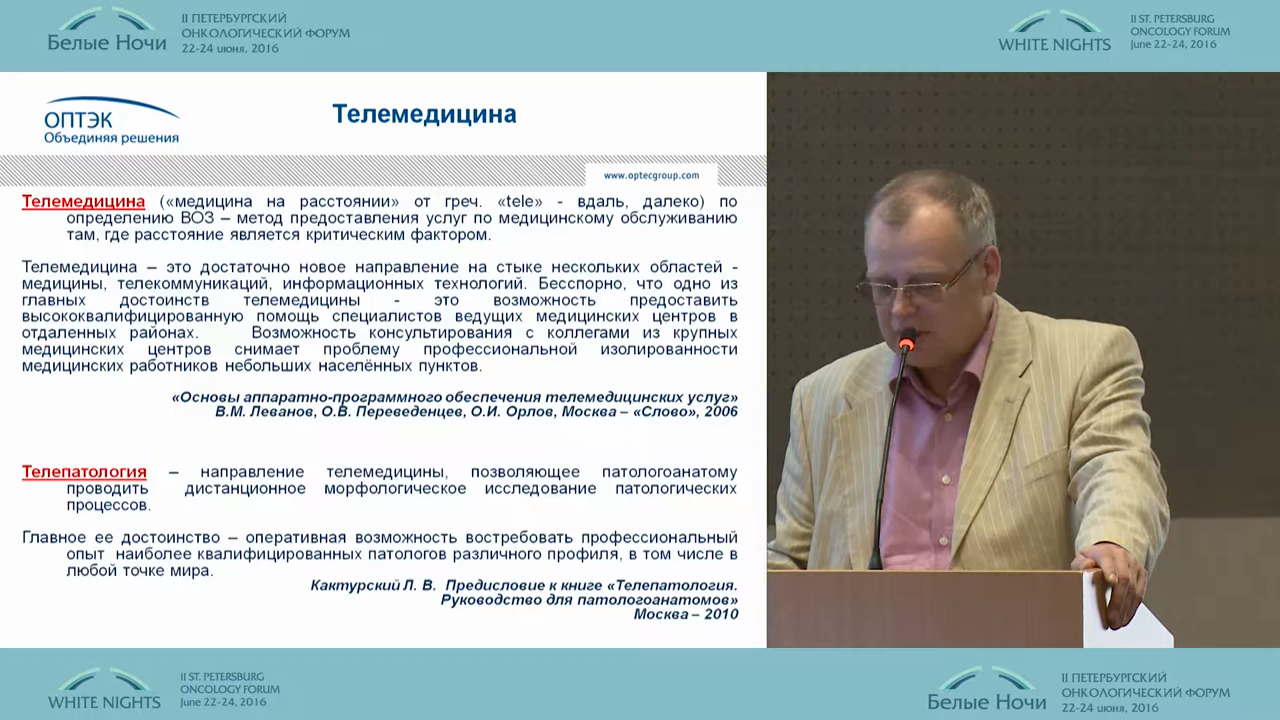 Белые Ночи
II ПЕТЕРБУРГСКИЙ
ОНКОЛОГИЧЕСКИЙ ФОРУМ
22-24 июня, 2016
WHITE NIGHTS
II ST. PETERSBURG
ONCOLOGY FORUM
June 22-24, 2016
ОПТЭК
Объединяя решения
Телемедицина
www.optecgroup.com
Телемедицина («медицина на расстоянии» от греч. «tele» - вдаль, далеко) по
определению ВОЗ – метод предоставления услуг по медицинскому обслуживанию
там, где расстояние является критическим фактором.
Телемедицина – это достаточно новое направление на стыке нескольких областей -
медицины, телекоммуникаций, информационных технологий. Бесспорно, что одно из
главных достоинств телемедицины - это возможность предоставить
высококвалифицированную помощь специалистов ведущих медицинских центров в
отдаленных районах. Возможность консультирования с коллегами из крупных
медицинских центров снимает проблему профессиональной изолированности
медицинских работников небольших населённых пунктов.
«Основы аппаратно-программного обеспечения телемедицинских услуг»
В.М. Леванов, О.В. Переведенцев, О.И. Орлов, Москва – «Слово», 2006
Телепатология – направление телемедицины, позволяющее патологоанатому
проводить дистанционное морфологическое исследование патологических
процессов.
Главное ее достоинство – оперативная возможность востребовать профессиональный
опыт наиболее квалифицированных патологов различного профиля, в том числе в
любой точке мира.
Кактурский Л. В. Предисловие к книге «Телепатология.
Руководство для патологоанатомов»
Москва – 2010
WHITE NIGHTS
II ST. PETERSBURG
ONCOLOGY FORUM
June 22-24, 2016
Белые Ночи
II ПЕТЕРБУРГСКИЙ
ОНКОЛОГИЧЕСКИЙ ФОРУМ
22-24 июня, 2016